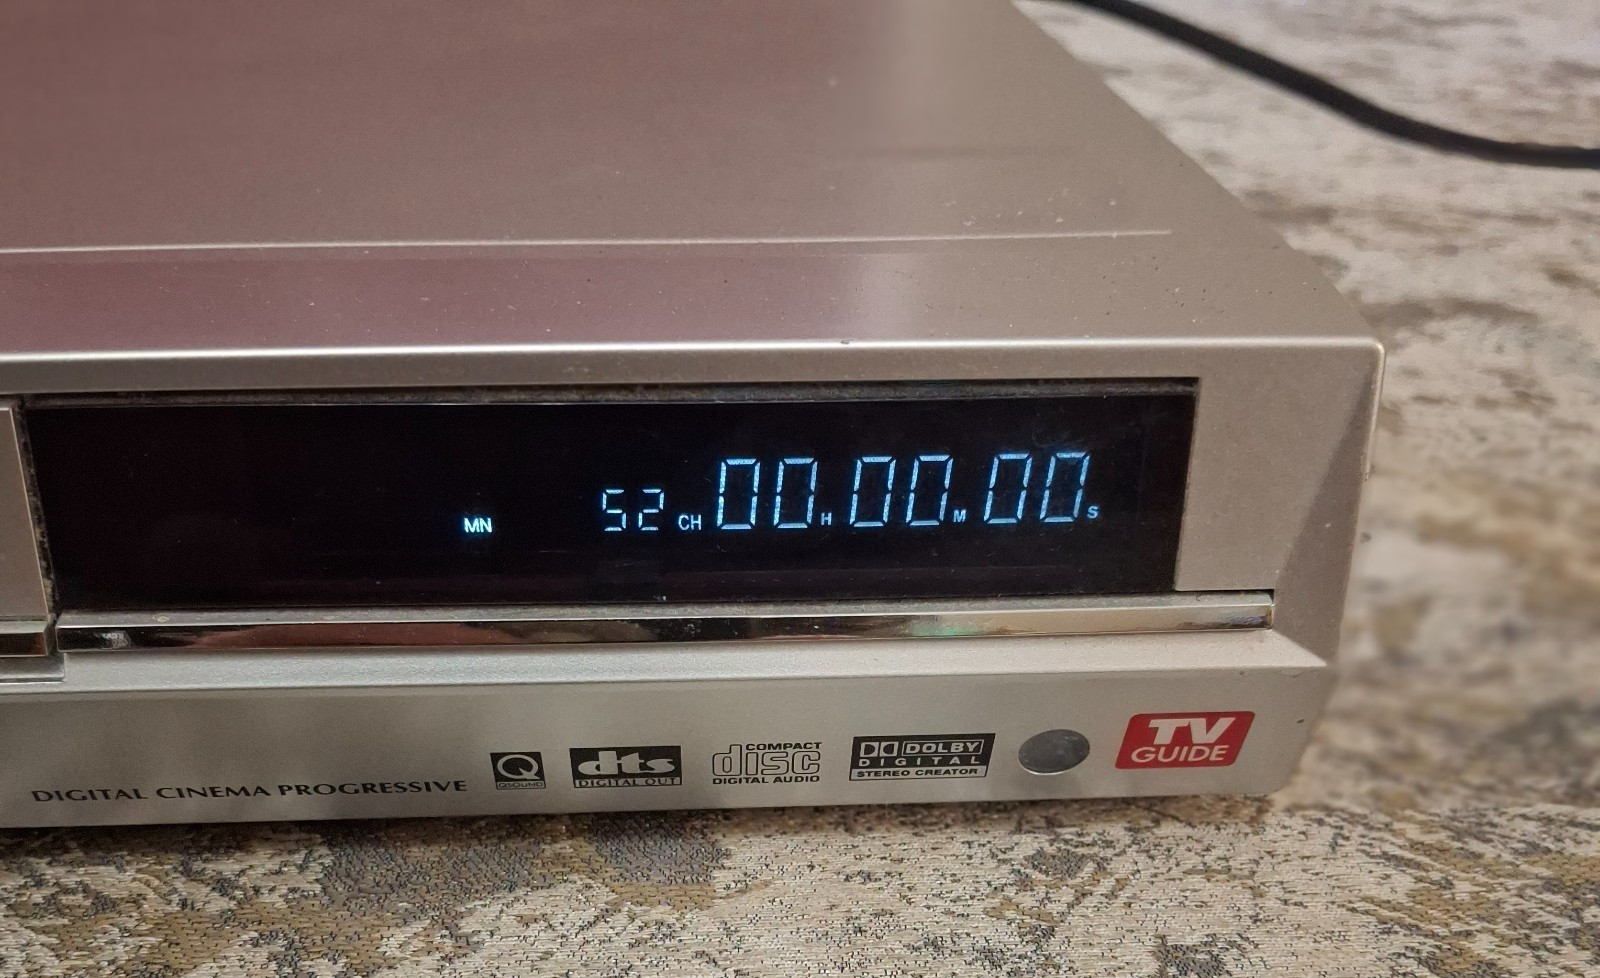 MN 52 CH 00 H 00 M 00 S
DIGITAL CINEMA PROGRESSIVE
Q
QSOUND
dts
DIGITAL OUT
COMPACT
disc
DIGITAL AUDIO
DOLBY
DIGITAL
STEREO CREATOR
TV
GUIDE